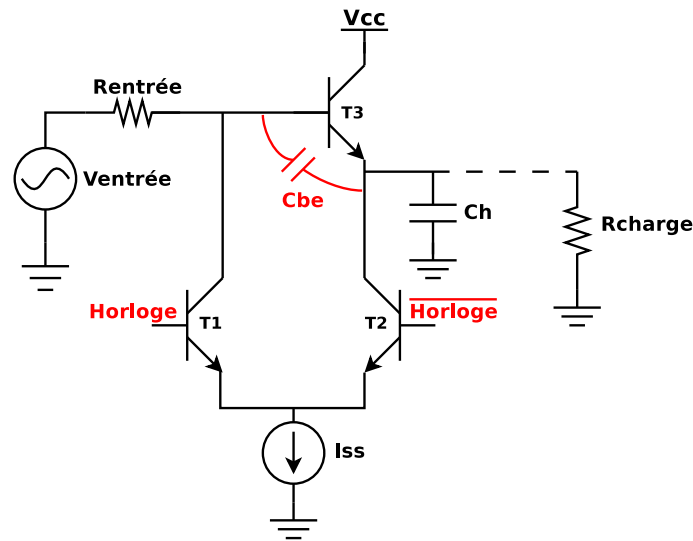 Vcc
Rentrée
T3
Ventrée
Cbe
Ch
Rcharge
Horloge
T1
T2
Horloge
Iss